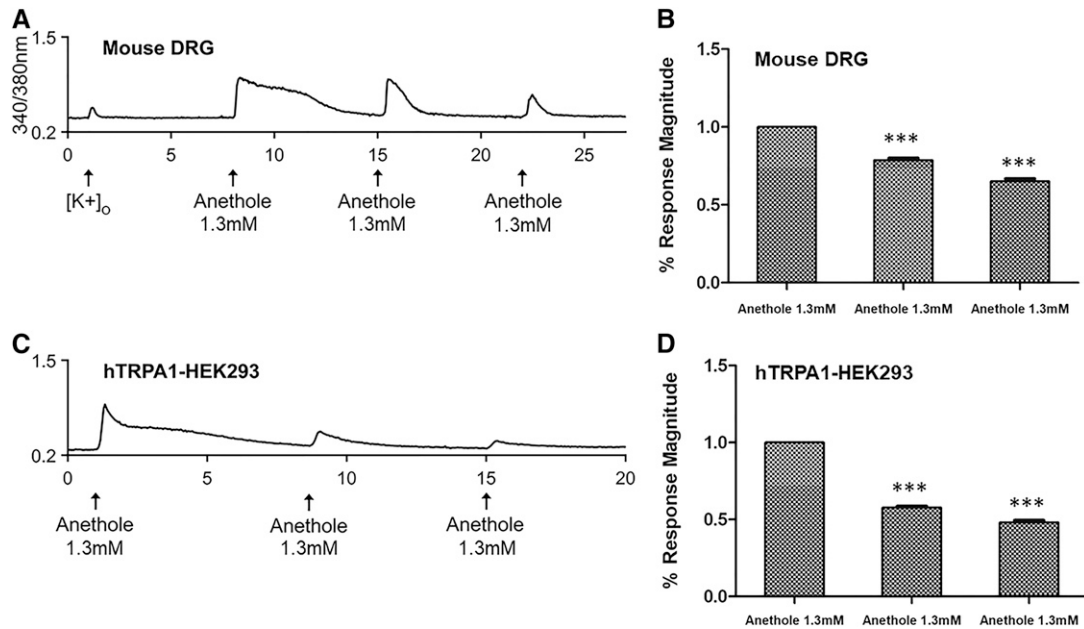 A
1.5
Mouse DRG
340/380nm
0.2
0 5 10 15 20 25
[K+]o
Anethole
1.3mM
Anethole
1.3mM
Anethole
1.3mM
B
1.5
Mouse DRG
% Response Magnitude
1.0
***
***
0.5
0.0
Anethole 1.3mM Anethole 1.3mM Anethole 1.3mM
C
1.5
hTRPA1-HEK293
0.2
0 5 10 15 20
Anethole
1.3mM
Anethole
1.3mM
Anethole
1.3mM
D
1.5
hTRPA1-HEK293
% Response Magnitude
1.0
***
***
0.5
0.0
Anethole 1.3mM Anethole 1.3mM Anethole 1.3mM